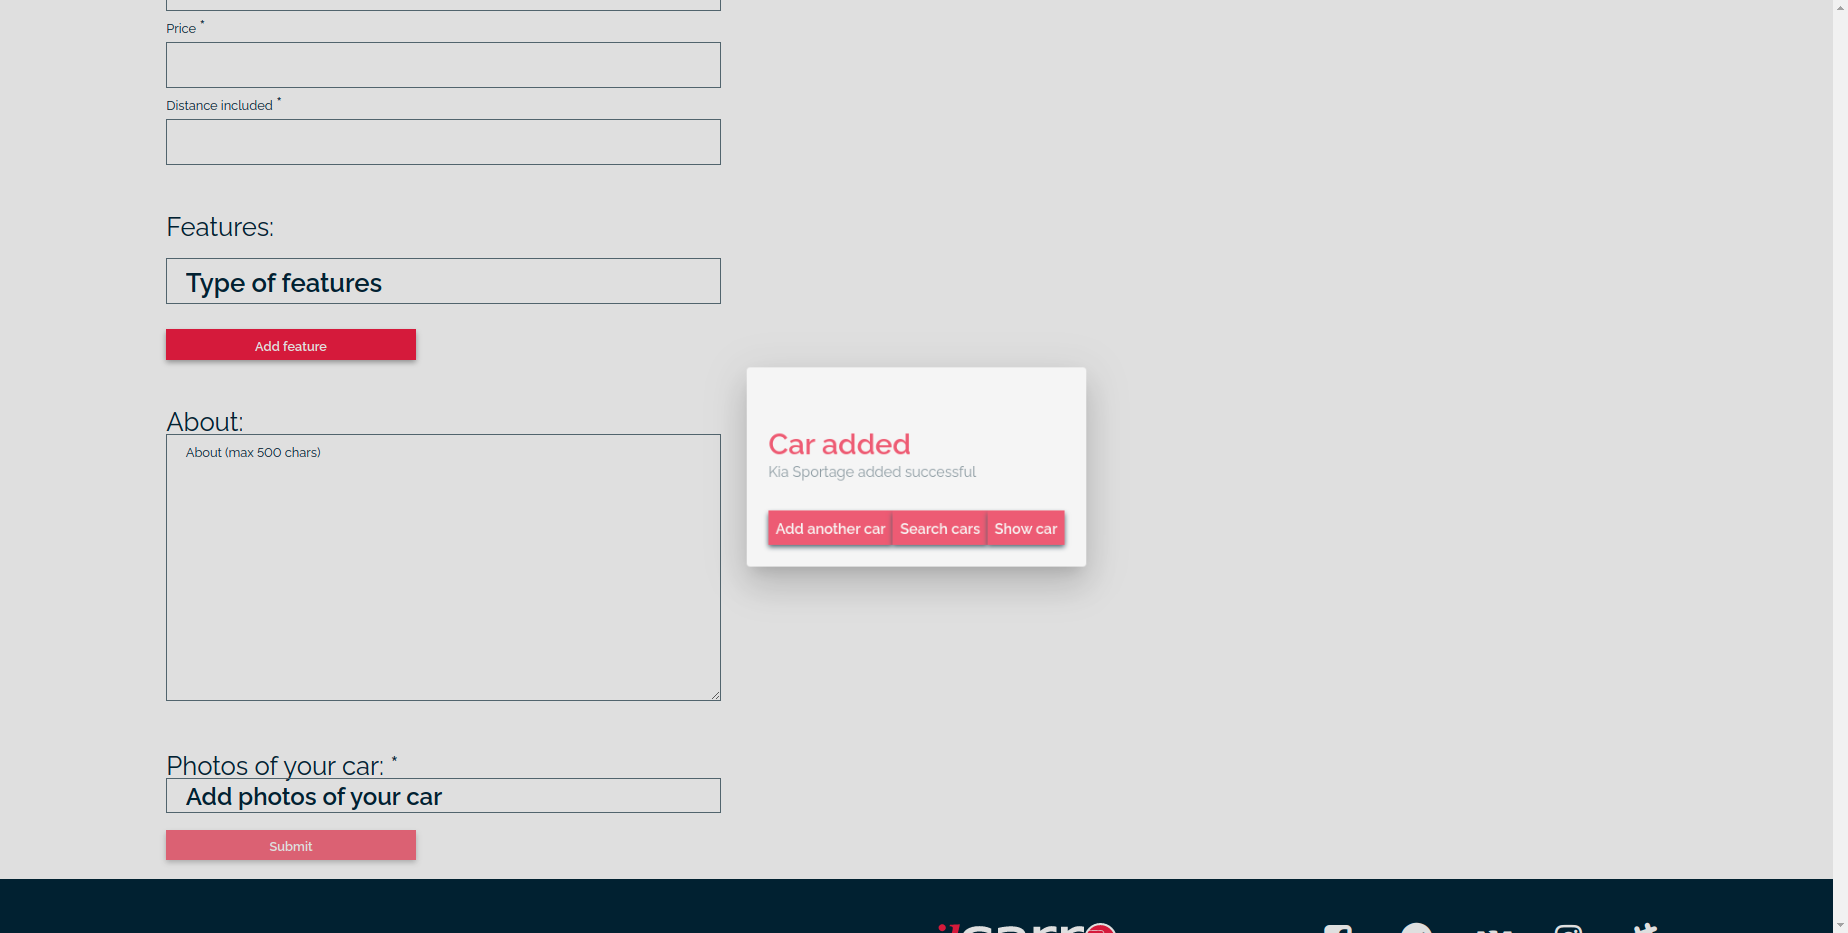 Price *
Distance included *
Features:
Type of features
Add feature
About:
About (max 500 chars)
Car added
Kia Sportage added successful
Add another car
Search cars
Show car
Photos of your car: *
Add photos of your car
Submit
ilcarro